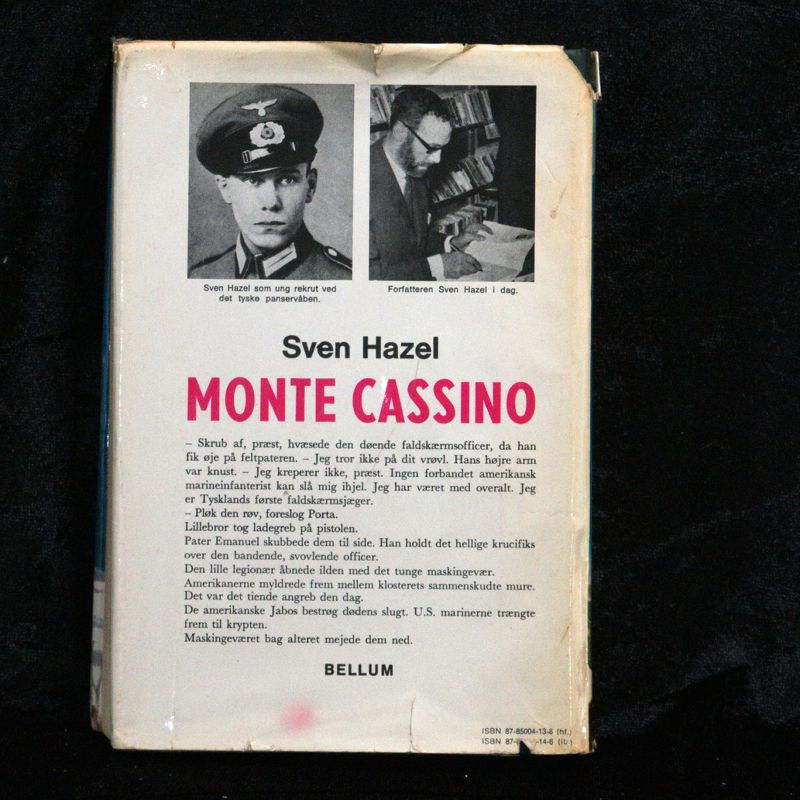 Sven Hazel som ung rekrut ved
det tyske panservåben.
Forfatteren Sven Hazel i dag.
Sven Hazel
MONTE CASSINO
– Skrub af, præst, hvæsede den døende faldskærmsofficer, da han
fik øje på feltpateren. – Jeg tror ikke på dit vrøvl. Hans højre arm
var knust. – Jeg kreperer ikke, præst. Ingen forbandet amerikansk
marineinfanterist kan slå mig ihjel. Jeg har været med overalt. Jeg
er Tysklands første faldskærmsjæger.
– Pløk den røv, foreslog Porta.
Lillebror tog ladegreb på pistolen.
Pater Emanuel skubbede dem til side. Han holdt det hellige krucifiks
over den bandende, svovlende officer.
Den lille legionær åbnede ilden med det tunge maskingevær.
Amerikanerne myldrede frem mellem klosterets sammenskudte mure.
Det var det tiende angreb den dag.
De amerikanske Jabos bestrøg dødens slugt. U.S. marinerne trængte
frem til krypten.
Maskingeværet bag alteret mejede dem ned.
BELLUM
ISBN 87-85004-13-8 (hf.)
ISBN 87- -14-6